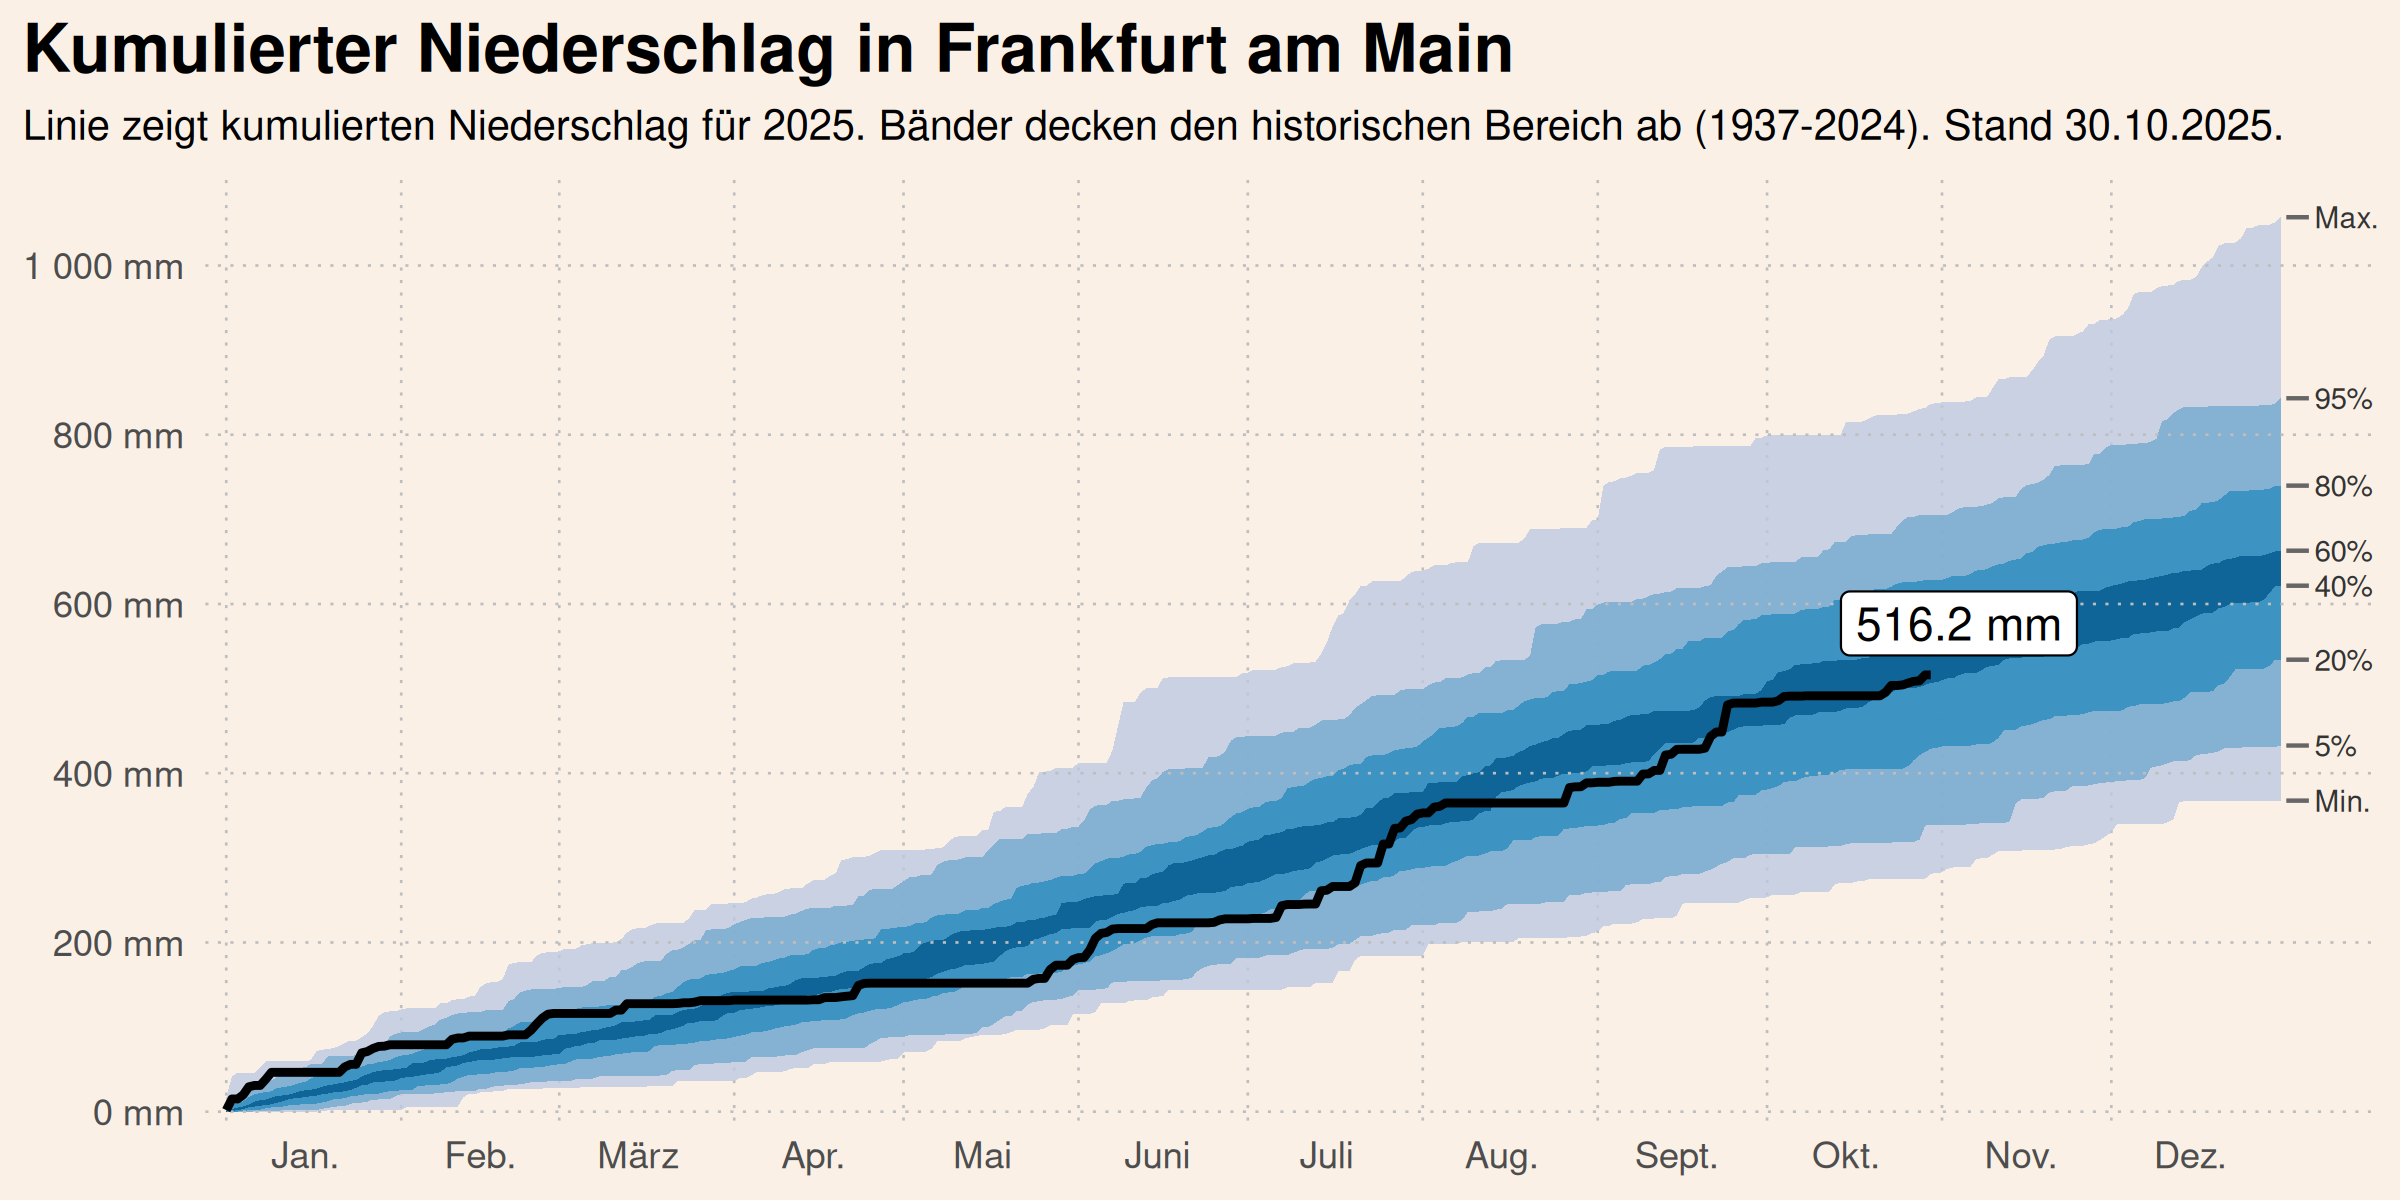 Kumulierter Niederschlag in Frankfurt am Main
Linie zeigt kumulierten Niederschlag für 2025. Bänder decken den historischen Bereich ab (1937-2024). Stand 30.10.2025.
Max.
1 000 mm
95%
800 mm
80%
60%
40%
600 mm
516.2 mm
20%
5%
400 mm
Min.
200 mm
0 mm
Jan. Feb. März Apr. Mai Juni Juli Aug. Sept. Okt. Nov. Dez.